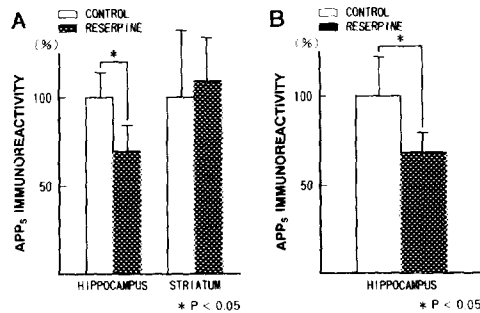 A
CONTROL
RESERPINE
(%)
*
100
50
APPS IMMUNOREACTIVITY
HIPPOCAMPUS STRIATUM
* P < 0.05
B
CONTROL
RESERPINE
(%)
*
100
50
APPS IMMUNOREACTIVITY
HIPPOCAMPUS
* P < 0.05